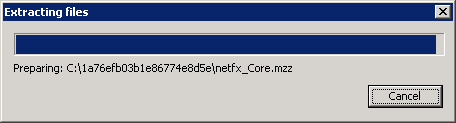 Extracting files
Preparing: C:\1a76efb03b1e86774e8d5e\netfx_Core.mzz
Cancel